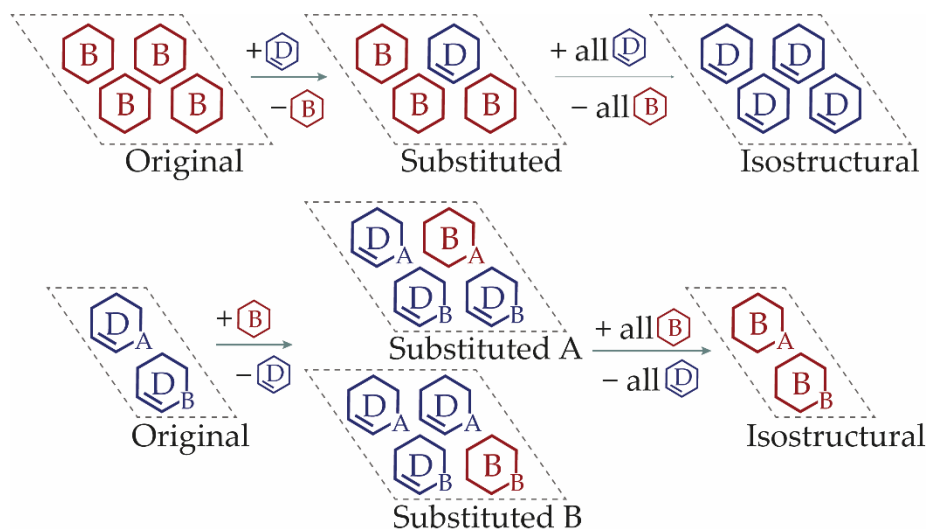 B B + D B D + all D D D
B B − B B B − all B D D
Original Substituted Isostructural
D A B A
D B D B
D A + B Substituted A + all B B A
D B − D − all D B B
D A D A
Original Isostructural
D B B B
Substituted B